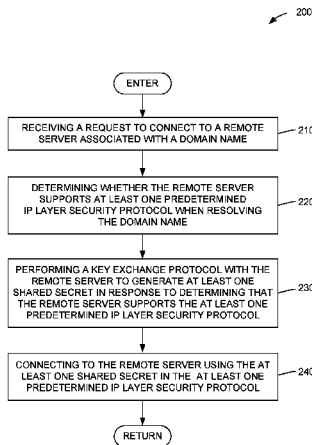 200
ENTER
RECEIVING A REQUEST TO CONNECT TO A REMOTE
SERVER ASSOCIATED WITH A DOMAIN NAME
210
DETERMINING WHETHER THE REMOTE SERVER
SUPPORTS AT LEAST ONE PREDETERMINED
IP LAYER SECURITY PROTOCOL WHEN RESOLVING
THE DOMAIN NAME
220
PERFORMING A KEY EXCHANGE PROTOCOL WITH THE
REMOTE SERVER TO GENERATE AT LEAST ONE
SHARED SECRET IN RESPONSE TO DETERMINING THAT
THE REMOTE SERVER SUPPORTS THE AT LEAST ONE
PREDETERMINED IP LAYER SECURITY PROTOCOL
230
CONNECTING TO THE REMOTE SERVER USING THE AT
LEAST ONE SHARED SECRET IN THE AT LEAST ONE
PREDETERMINED IP LAYER SECURITY PROTOCOL
240
RETURN